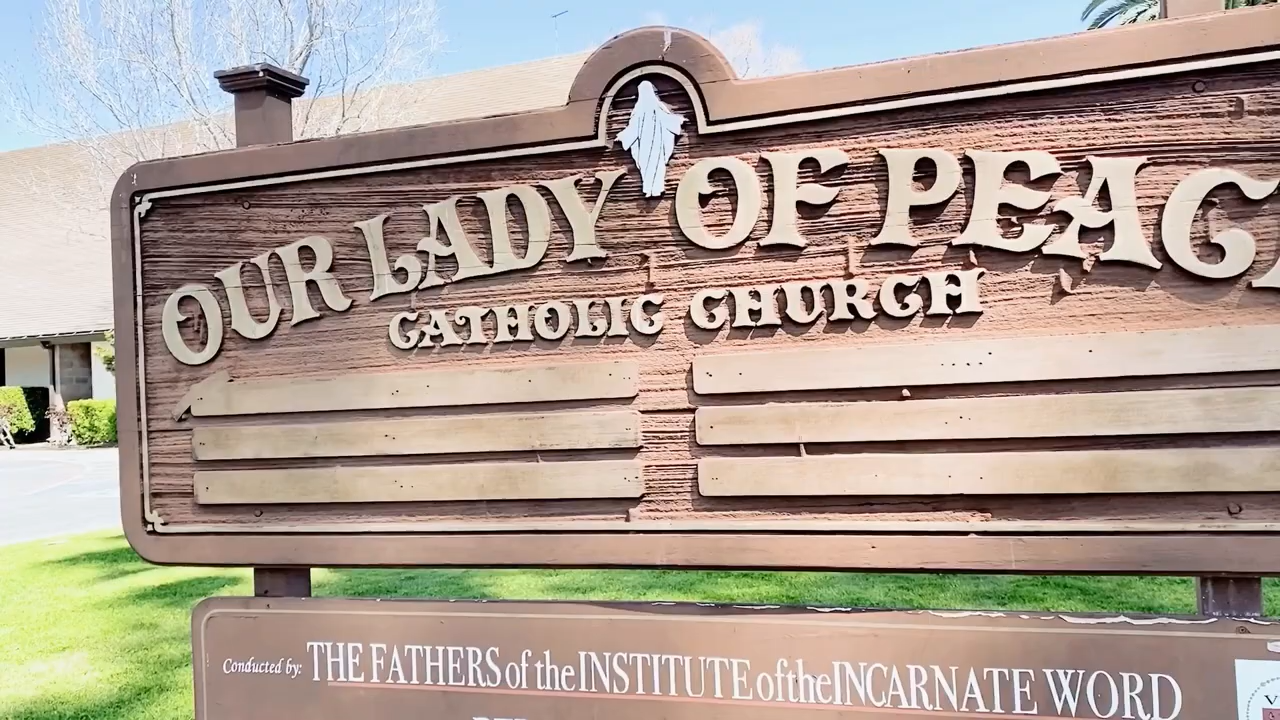 OUR LADY OF PEAC
CATHOLIC CHURCH
Conducted by: THE FATHERS of the INSTITUTE of the INCARNATE WORD
V